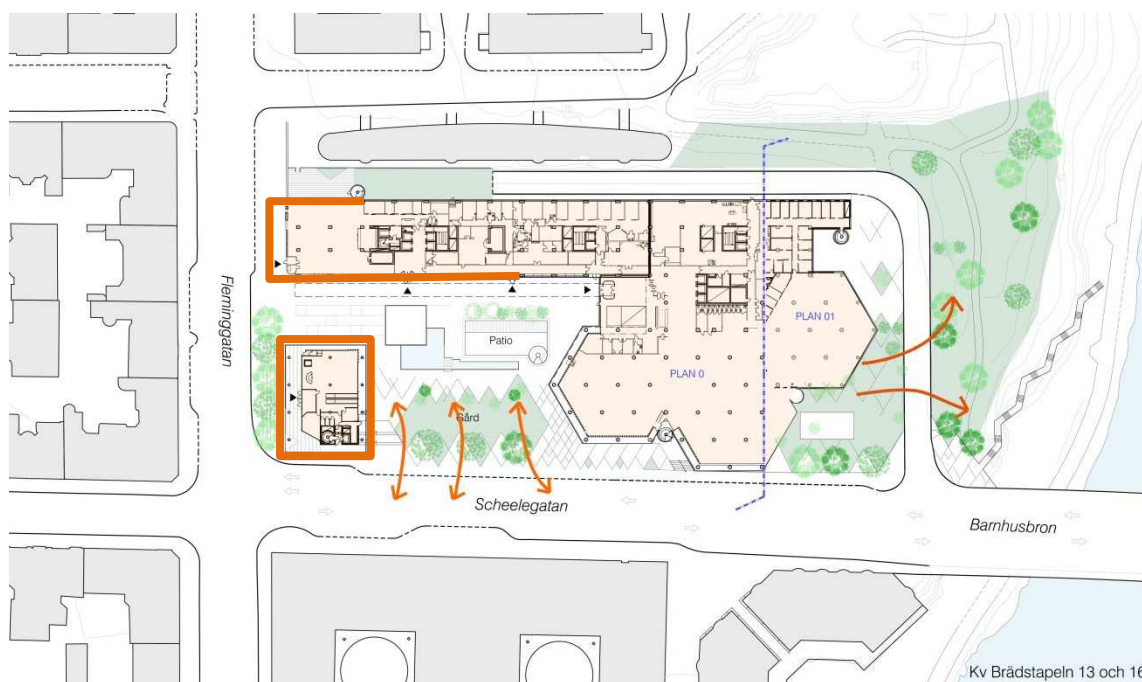 Fleminggatan
PLAN 01
Patio
PLAN 0
Gård
Scheelegatan
Barnhusbron
Kv Brädstapeln 13 och 16